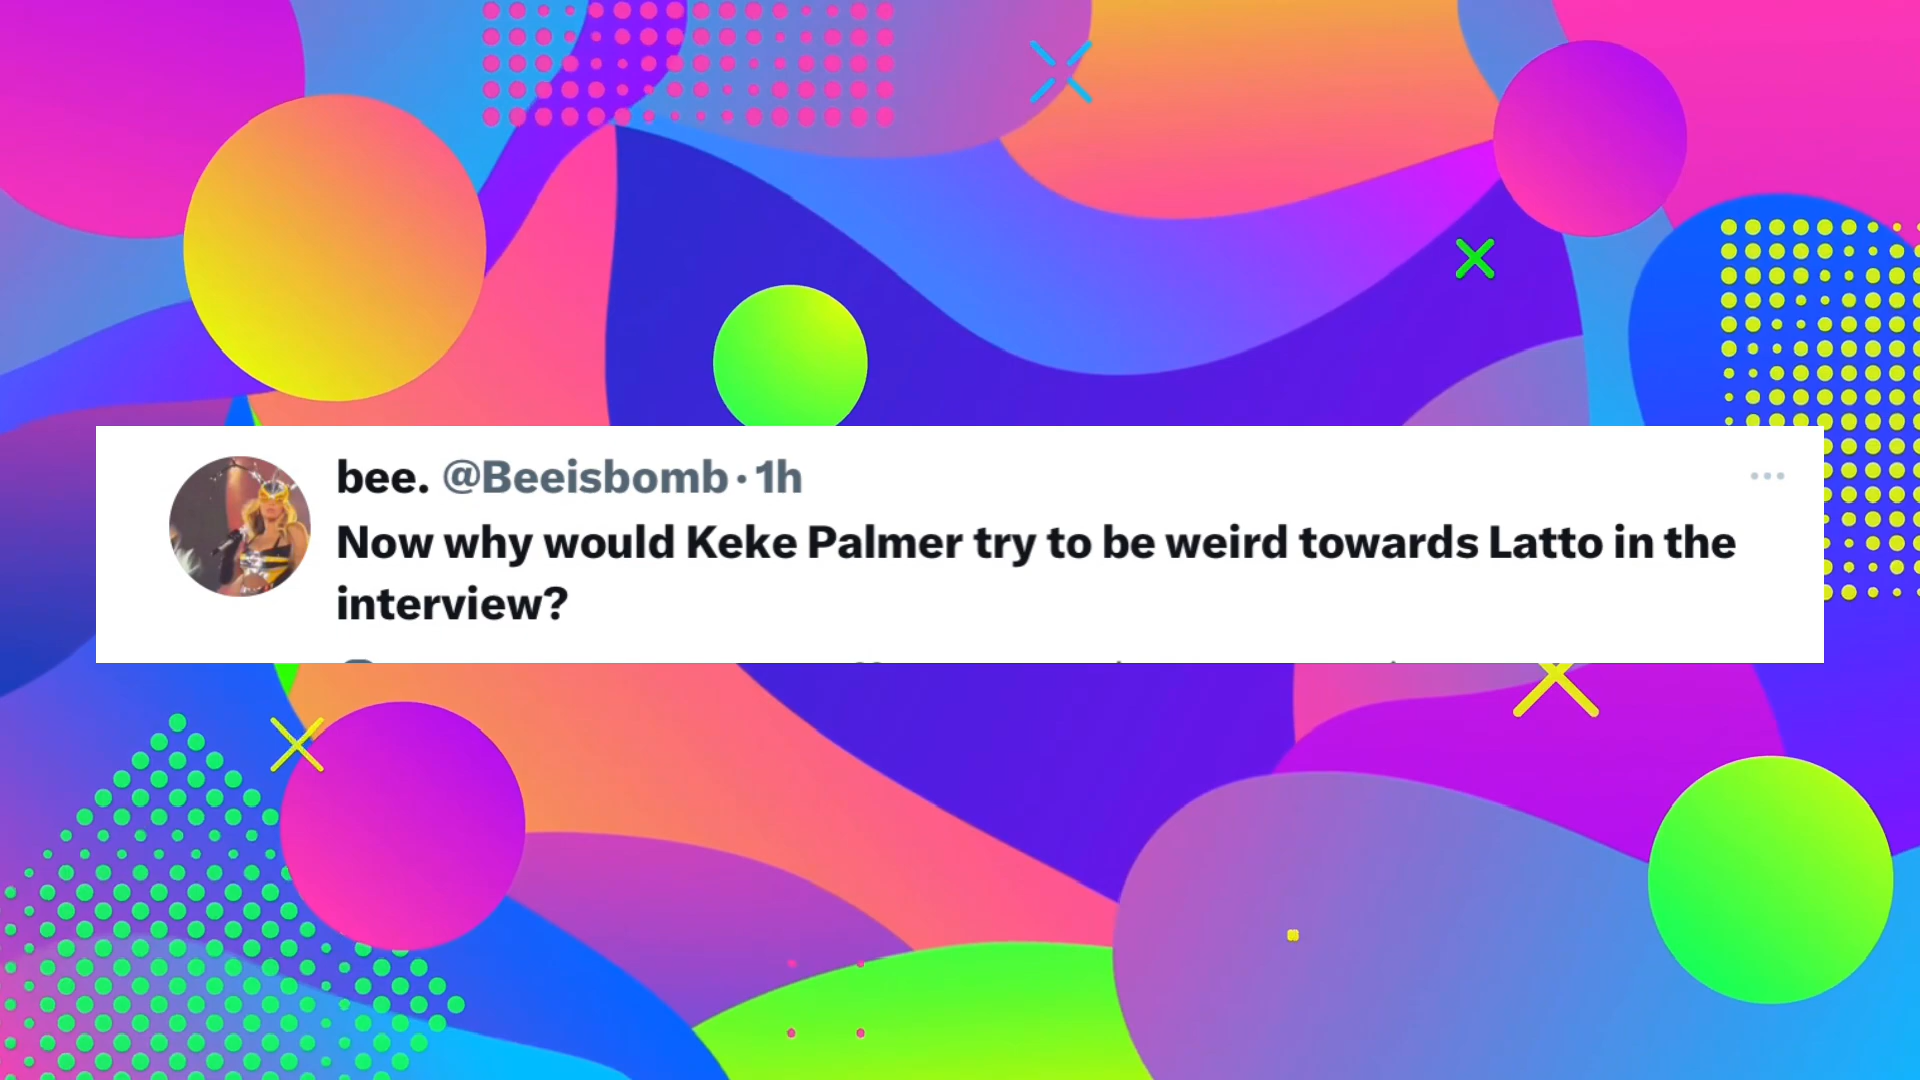 bee. @Beeisbomb · 1h
Now why would Keke Palmer try to be weird towards Latto in the
interview?